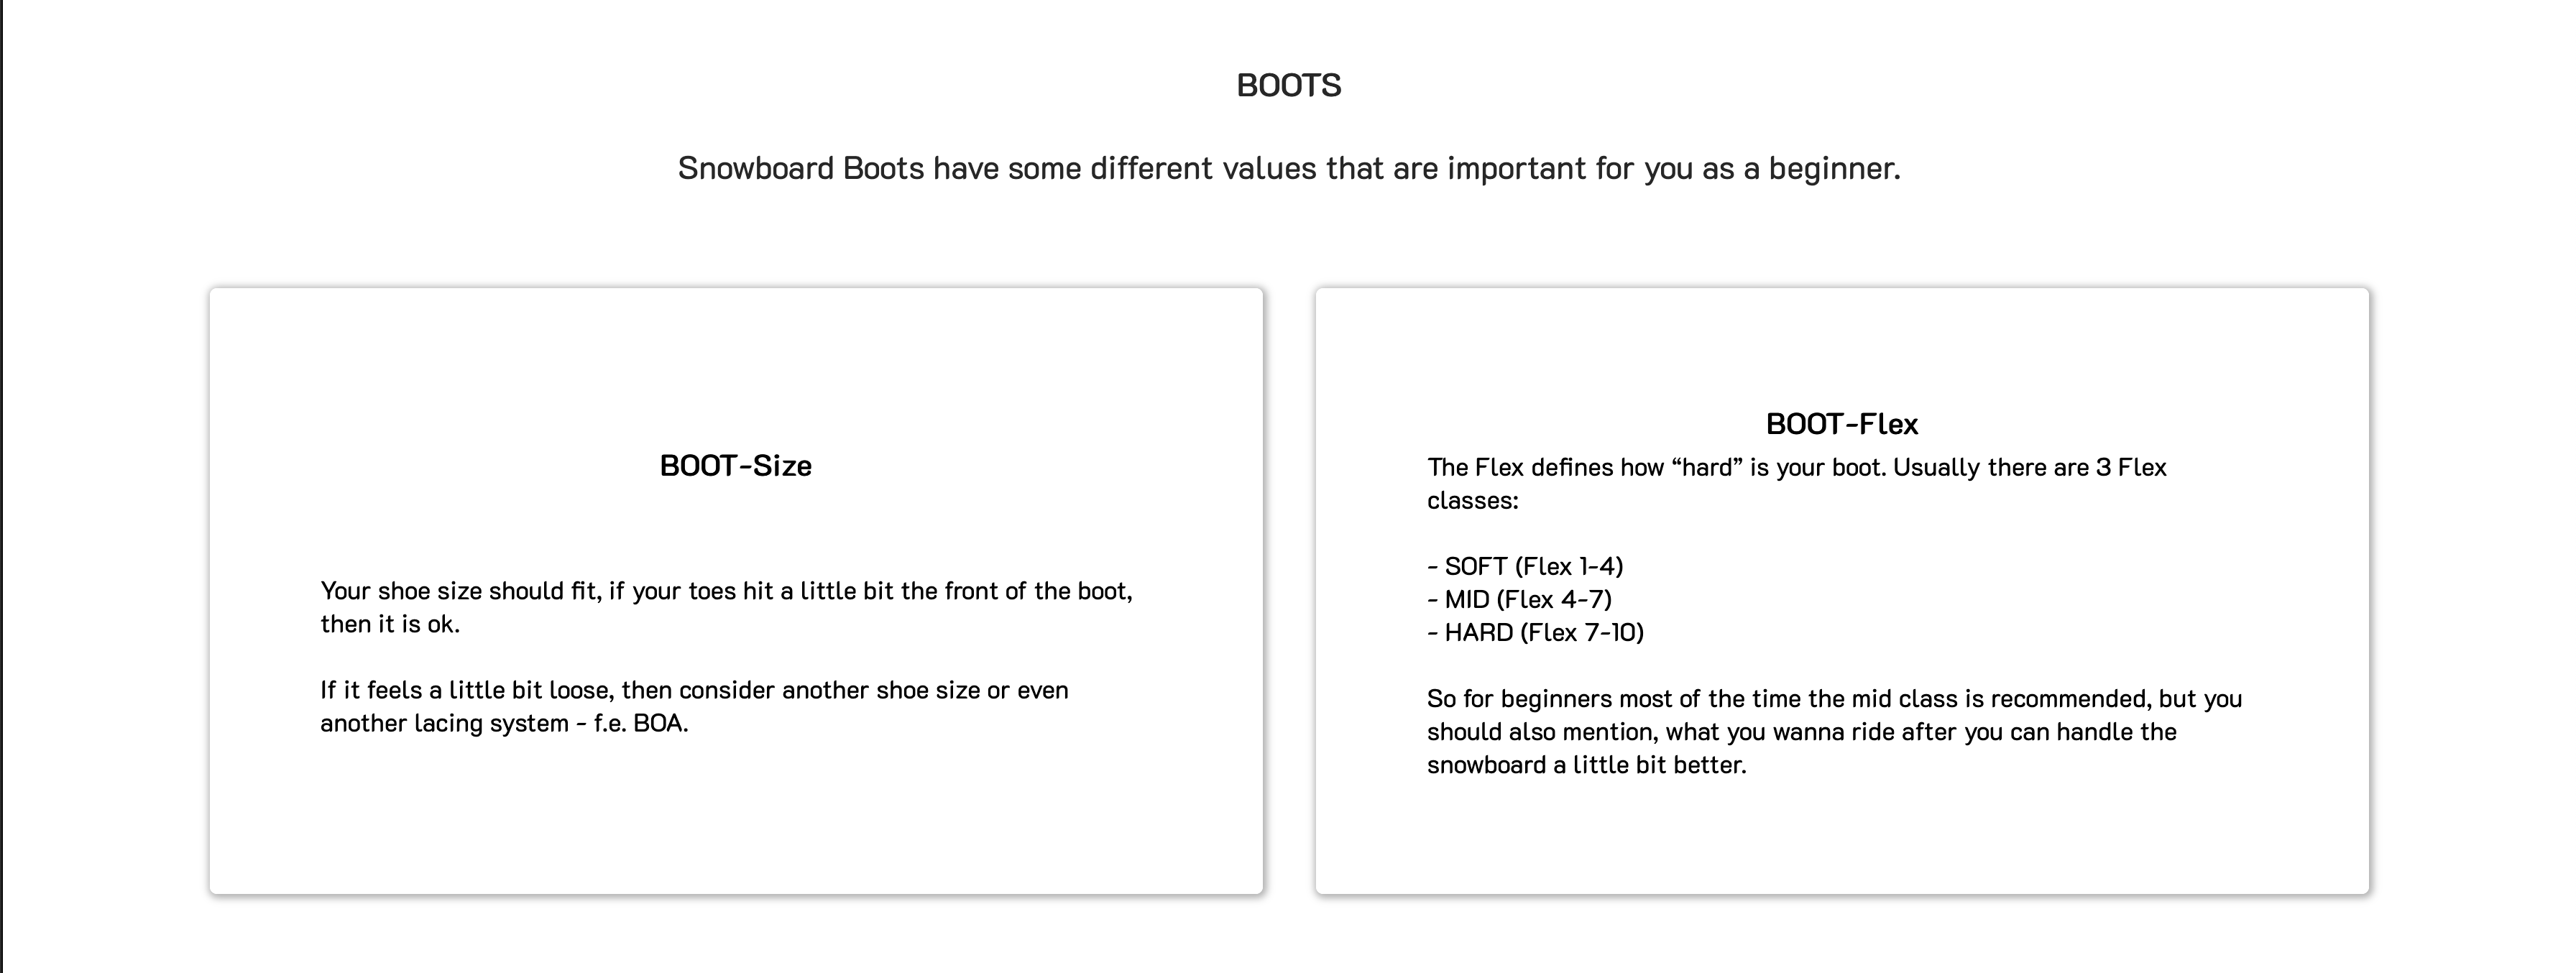 BOOTS
Snowboard Boots have some different values that are important for you as a beginner.
BOOT-Size
Your shoe size should fit, if your toes hit a little bit the front of the boot,
then it is ok.
If it feels a little bit loose, then consider another shoe size or even
another lacing system - f.e. BOA.
BOOT-Flex
The Flex defines how “hard” is your boot. Usually there are 3 Flex
classes:
- SOFT (Flex 1-4)
- MID (Flex 4-7)
- HARD (Flex 7-10)
So for beginners most of the time the mid class is recommended, but you
should also mention, what you wanna ride after you can handle the
snowboard a little bit better.